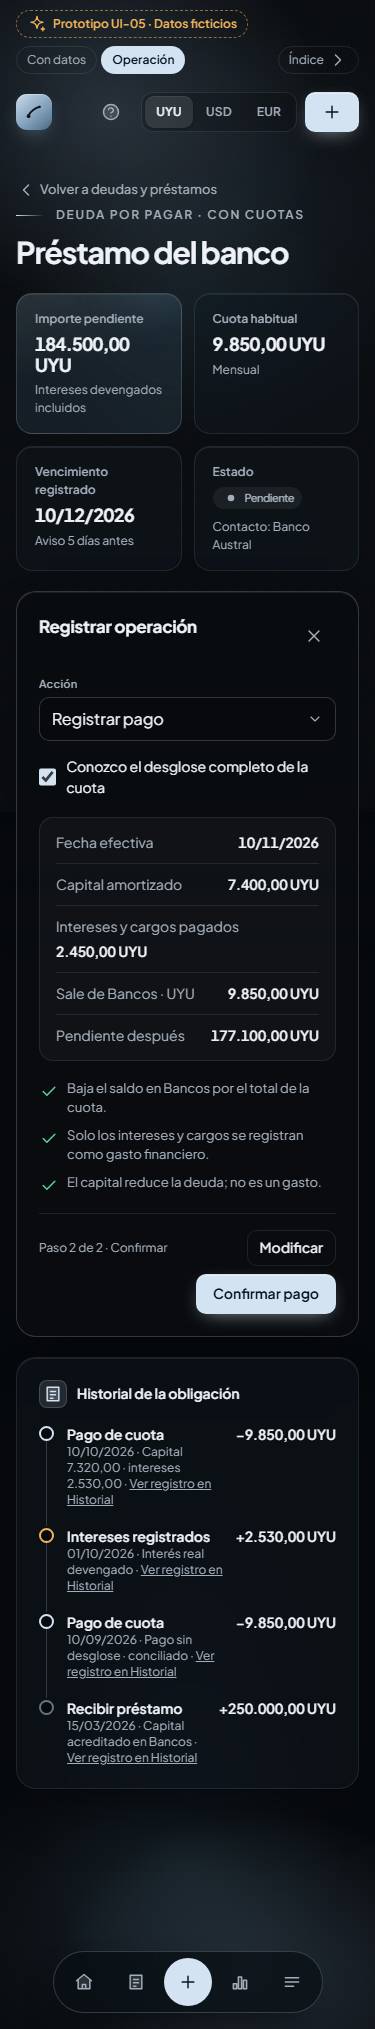 Prototipo UI-05 · Datos ficticios
Con datos
Operación
Índice
UYU
USD
EUR
Volver a deudas y préstamos
DEUDA POR PAGAR · CON CUOTAS
Préstamo del banco
Importe pendiente
184.500,00
UYU
Intereses devengados
incluidos
Cuota habitual
9.850,00 UYU
Mensual
Vencimiento
registrado
10/12/2026
Aviso 5 días antes
Estado
Pendiente
Contacto: Banco
Austral
Registrar operación
Acción
Registrar pago
Conozco el desglose completo de la
cuota
Fecha efectiva 10/11/2026
Capital amortizado 7.400,00 UYU
Intereses y cargos pagados
2.450,00 UYU
Sale de Bancos · UYU 9.850,00 UYU
Pendiente después 177.100,00 UYU
Baja el saldo en Bancos por el total de la
cuota.
Solo los intereses y cargos se registran
como gasto financiero.
El capital reduce la deuda; no es un gasto.
Paso 2 de 2 · Confirmar
Modificar
Confirmar pago
Historial de la obligación
Pago de cuota −9.850,00 UYU
10/10/2026 · Capital
7.320,00 · intereses
2.530,00 · Ver registro en
Historial
Intereses registrados +2.530,00 UYU
01/10/2026 · Interés real
devengado · Ver registro en
Historial
Pago de cuota −9.850,00 UYU
10/09/2026 · Pago sin
desglose · conciliado · Ver
registro en Historial
Recibir préstamo +250.000,00 UYU
15/03/2026 · Capital
acreditado en Bancos ·
Ver registro en Historial